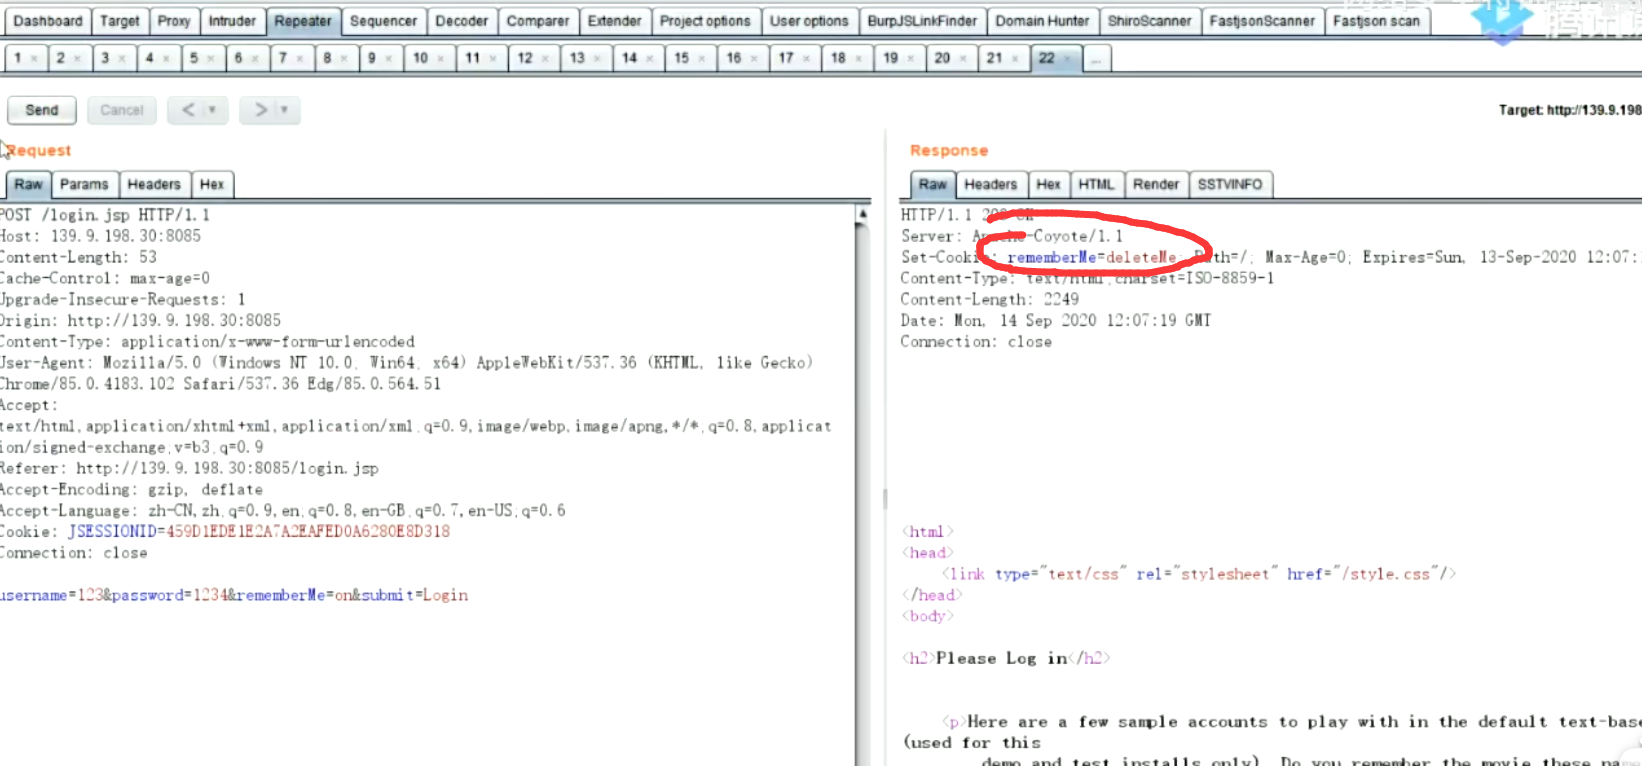 Dashboard Target Proxy Intruder Repeater Sequencer Decoder Comparer Extender Project options User options BurpJSLinkFinder Domain Hunter ShiroScanner FastjsonScanner Fastjson scan
1 × 2 × 3 × 4 × 5 × 6 × 7 × 8 × 9 × 10 × 11 × 12 × 13 × 14 × 15 × 16 × 17 × 18 × 19 × 20 × 21 × 22 × ...
Send Cancel < ▼ > ▼ Target: http://139.9.198
Request
Raw Params Headers Hex
POST /login.jsp HTTP/1.1
Host: 139.9.198.30:8085
Content-Length: 53
Cache-Control: max-age=0
Upgrade-Insecure-Requests: 1
Origin: http://139.9.198.30:8085
Content-Type: application/x-www-form-urlencoded
User-Agent: Mozilla/5.0 (Windows NT 10.0; Win64; x64) AppleWebKit/537.36 (KHTML, like Gecko)
Chrome/85.0.4183.102 Safari/537.36 Edg/85.0.564.51
Accept:
text/html,application/xhtml+xml,application/xml;q=0.9,image/webp,image/apng,*/*;q=0.8,applicat
ion/signed-exchange;v=b3;q=0.9
Referer: http://139.9.198.30:8085/login.jsp
Accept-Encoding: gzip, deflate
Accept-Language: zh-CN,zh;q=0.9,en;q=0.8,en-GB;q=0.7,en-US;q=0.6
Cookie: JSESSIONID=459D1EDE1E2A7A2EAFED0A6280E8D318
Connection: close
username=123&password=1234&rememberMe=on&submit=Login
Response
Raw Headers Hex HTML Render SSTVINFO
HTTP/1.1 200 OK
Server: Apache-Coyote/1.1
Set-Cookie: rememberMe=deleteMe; Path=/; Max-Age=0; Expires=Sun, 13-Sep-2020 12:07:
Content-Type: text/html;charset=ISO-8859-1
Content-Length: 2249
Date: Mon, 14 Sep 2020 12:07:19 GMT
Connection: close
<html>
<head>
<link type="text/css" rel="stylesheet" href="/style.css"/>
</head>
<body>
<h2>Please Log in</h2>
<p>Here are a few sample accounts to play with in the default text-base
(used for this
demo and test installs only). Do you remember the movie these name